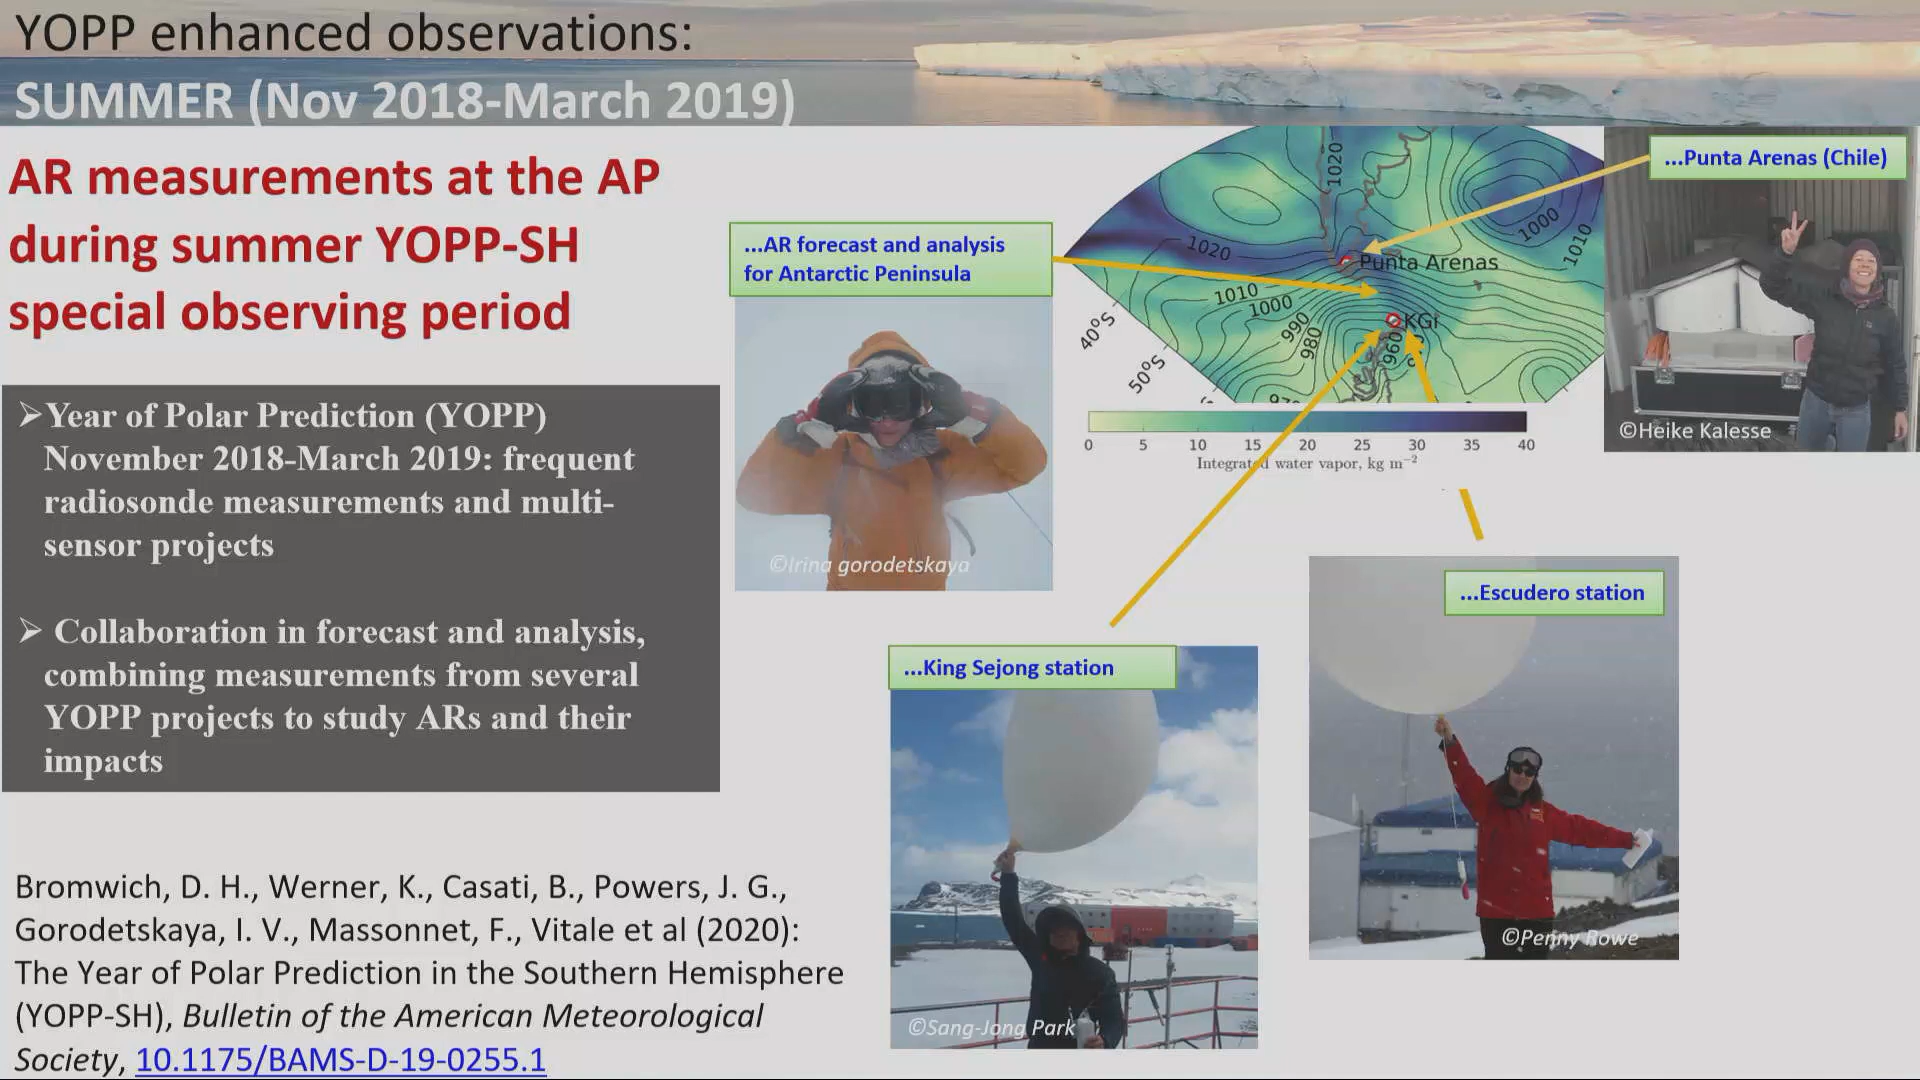 YOPP enhanced observations:
SUMMER (Nov 2018-March 2019)
AR measurements at the AP
during summer YOPP-SH
special observing period
➢Year of Polar Prediction (YOPP)
November 2018-March 2019: frequent
radiosonde measurements and multi-
sensor projects
➢ Collaboration in forecast and analysis,
combining measurements from several
YOPP projects to study ARs and their
impacts
Bromwich, D. H., Werner, K., Casati, B., Powers, J. G.,
Gorodetskaya, I. V., Massonnet, F., Vitale et al (2020):
The Year of Polar Prediction in the Southern Hemisphere
(YOPP-SH), Bulletin of the American Meteorological
Society, 10.1175/BAMS-D-19-0255.1
...AR forecast and analysis
for Antarctic Peninsula
©Irina gorodetskaya
1020
1020
1000
1010
Punta Arenas
1010
1000
990
980
KGI
960
40°S
50°S
0 5 10 15 20 25 30 35 40
Integrated water vapor, kg m⁻²
...Punta Arenas (Chile)
©Heike Kalesse
...King Sejong station
©Sang-Jong Park
...Escudero station
©Penny Rowe